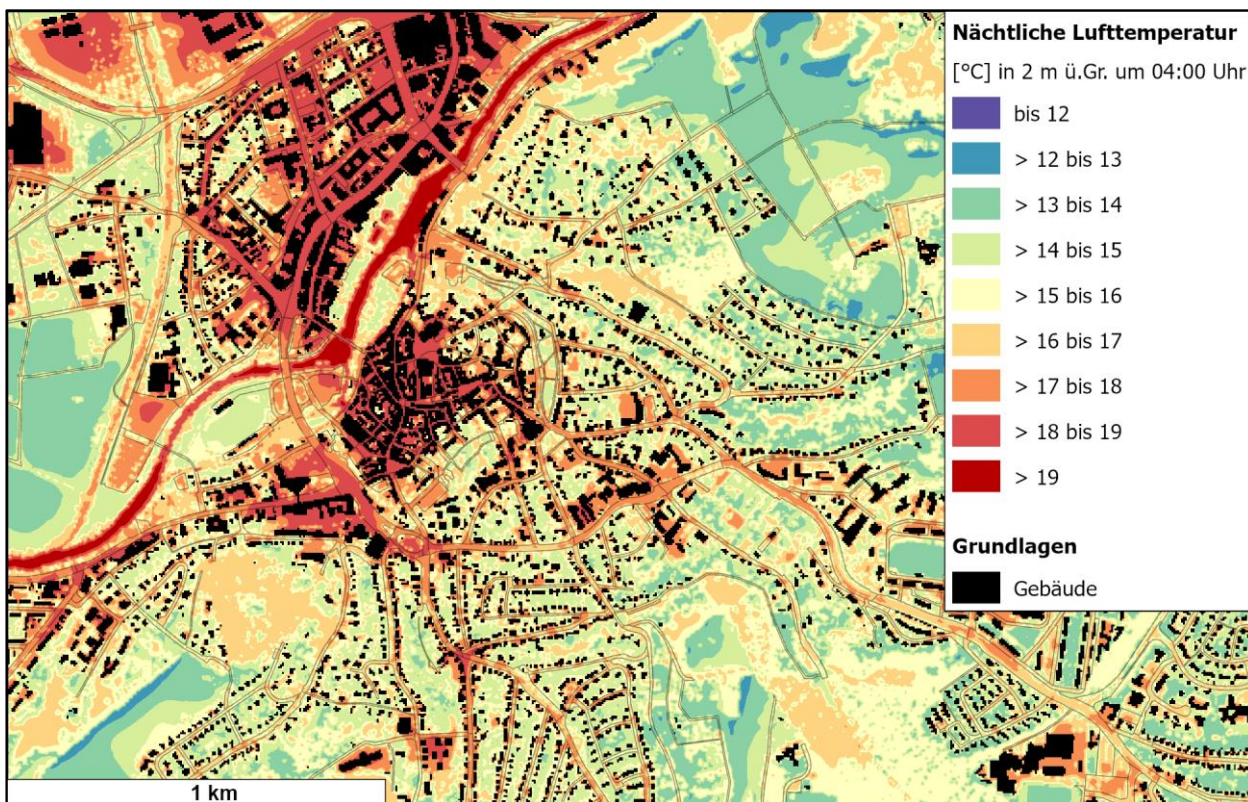 Nächtliche Lufttemperatur
[°C] in 2 m ü.Gr. um 04:00 Uhr
bis 12
> 12 bis 13
> 13 bis 14
> 14 bis 15
> 15 bis 16
> 16 bis 17
> 17 bis 18
> 18 bis 19
> 19
Grundlagen
Gebäude
1 km